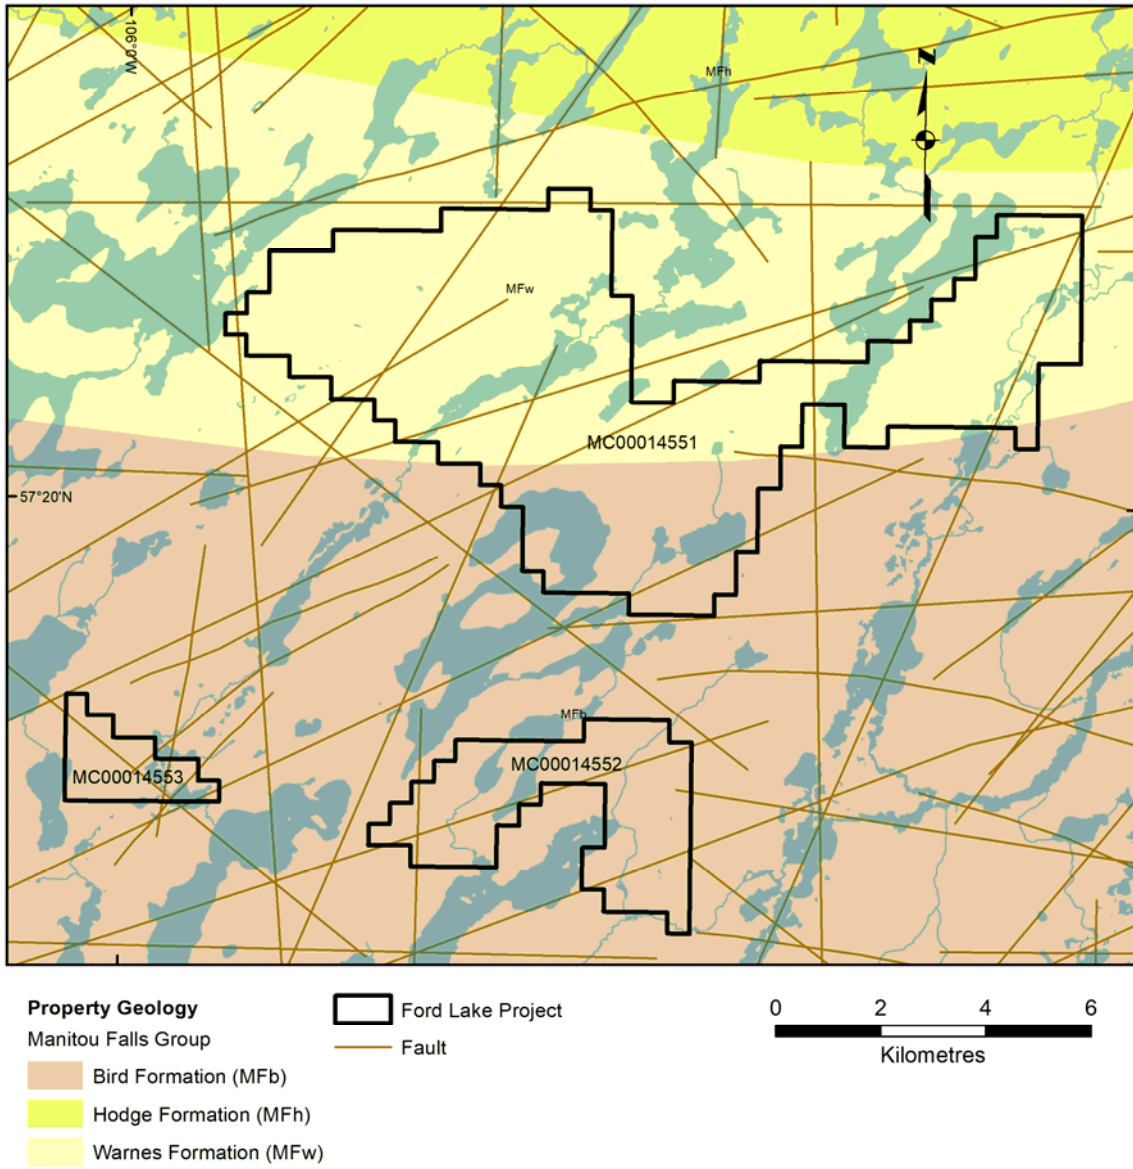 106°0'W
N
MFh
MFw
MC00014551
57°20'N
MFb
MC00014552
MC00014553
Property Geology
Manitou Falls Group
Bird Formation (MFb)
Hodge Formation (MFh)
Warnes Formation (MFw)
Ford Lake Project
Fault
0 2 4 6
Kilometres